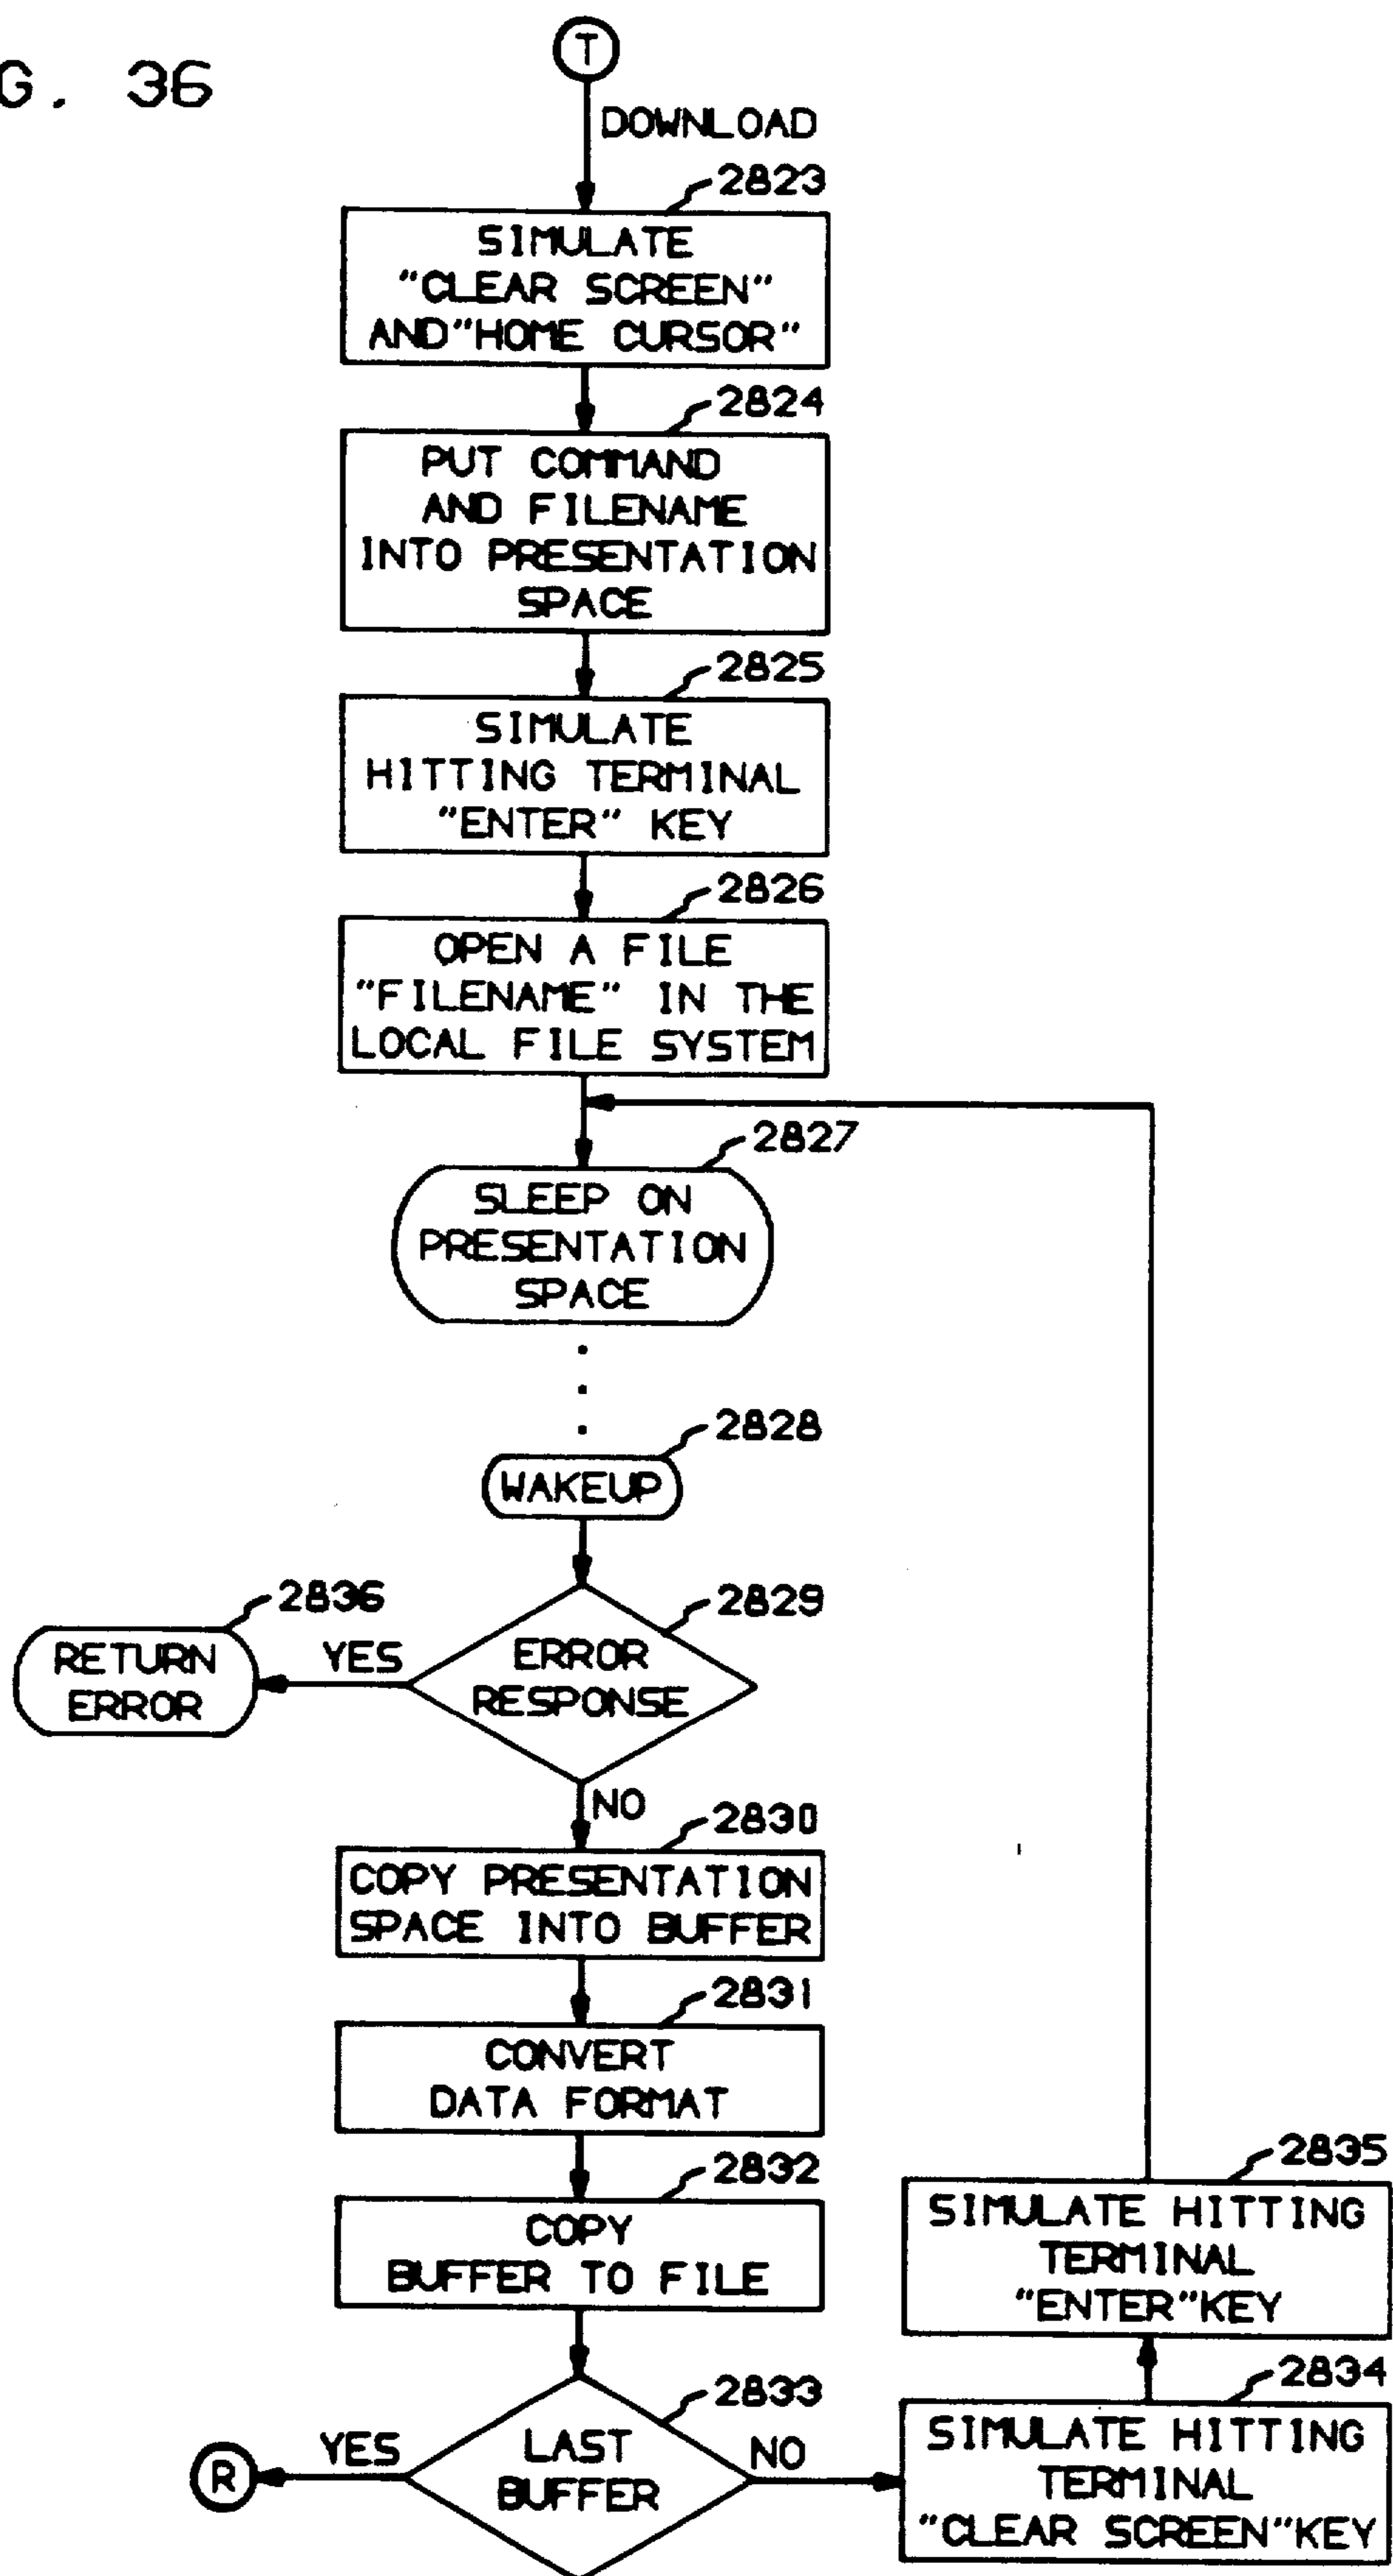 G. 36
T
DOWNLOAD
2823
SIMULATE
"CLEAR SCREEN"
AND"HOME CURSOR"
2824
PUT COMMAND
AND FILENAME
INTO PRESENTATION
SPACE
2825
SIMULATE
HITTING TERMINAL
"ENTER" KEY
2826
OPEN A FILE
"FILENAME" IN THE
LOCAL FILE SYSTEM
2827
SLEEP ON
PRESENTATION
SPACE
2828
WAKEUP
2829
ERROR
RESPONSE
YES
2836
RETURN
ERROR
NO
2830
COPY PRESENTATION
SPACE INTO BUFFER
2831
CONVERT
DATA FORMAT
2832
COPY
BUFFER TO FILE
2833
LAST
BUFFER
YES
R
NO
2834
SIMULATE HITTING
TERMINAL
"CLEAR SCREEN"KEY
2835
SIMULATE HITTING
TERMINAL
"ENTER"KEY